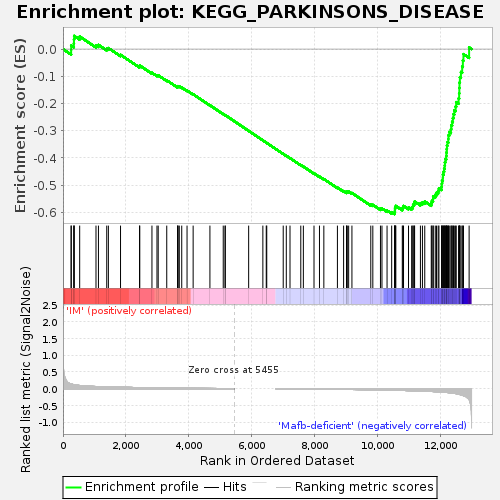 Enrichment plot: KEGG_PARKINSONS_DISEASE
Enrichment score (ES)
0.0
-0.1
-0.2
-0.3
-0.4
-0.5
-0.6
Ranked list metric (Signal2Noise)
2.5
2.0
1.5
1.0
0.5
0.0
-0.5
-1.0
'IM' (positively correlated)
Zero cross at 5455
'Mafb-deficient' (negatively correlated)
0
2,000
4,000
6,000
8,000
10,000
12,000
Rank in Ordered Dataset
Enrichment profile
Hits
Ranking metric scores